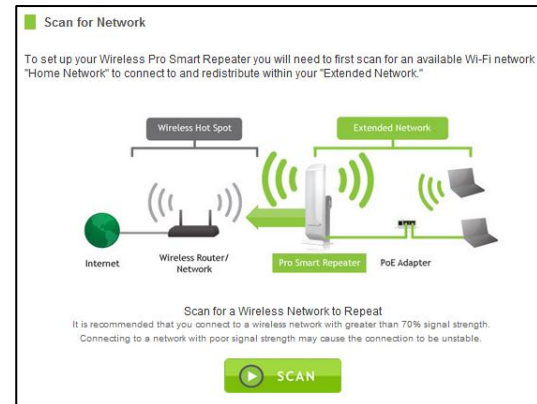 Scan for Network
To set up your Wireless Pro Smart Repeater you will need to first scan for an available Wi-Fi network
"Home Network" to connect to and redistribute within your "Extended Network."
Wireless Hot Spot
Extended Network
Internet
Wireless Router/
Network
Pro Smart Repeater
PoE Adapter
Scan for a Wireless Network to Repeat
It is recommended that you connect to a wireless network with greater than 70% signal strength.
Connecting to a network with poor signal strength may cause the connection to be unstable.
SCAN